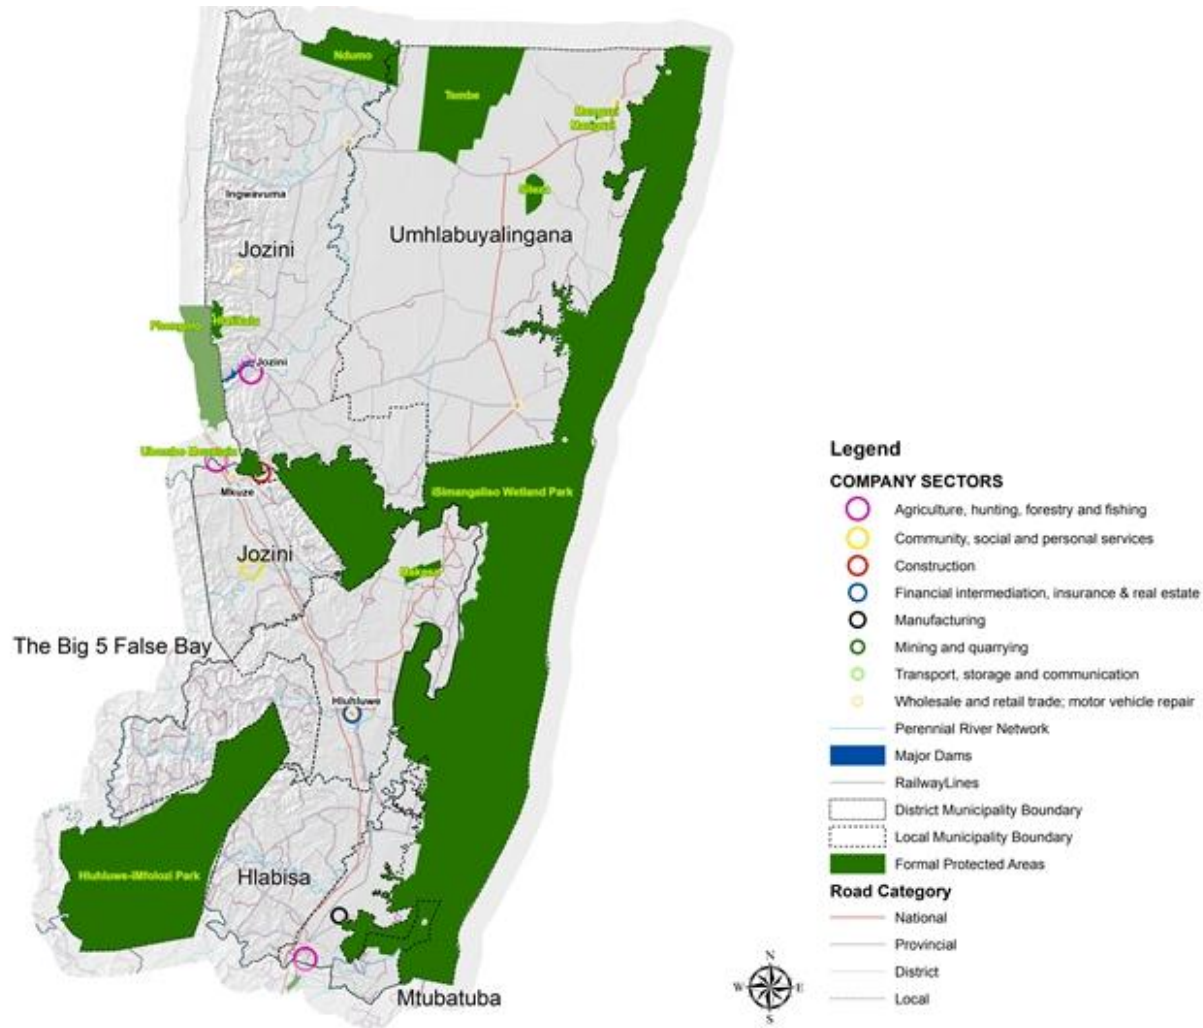 Ndumo
Tembe
Manguzi
Manguzi
Sileza
Ingwavuma
Umhlabuyalingana
Jozini
Hlatikulu
Jozini
iSimangaliso Wetland Park
Mkuze
Jozini
The Big 5 False Bay
Hluhluwe
Hluhluwe-iMfolozi Park
Hlabisa
Mtubatuba
N
W
E
S
Legend
COMPANY SECTORS
Agriculture, hunting, forestry and fishing
Community, social and personal services
Construction
Financial intermediation, insurance & real estate
Manufacturing
Mining and quarrying
Transport, storage and communication
Wholesale and retail trade; motor vehicle repair
Perennial River Network
Major Dams
RailwayLines
District Municipality Boundary
Local Municipality Boundary
Formal Protected Areas
Road Category
National
Provincial
District
Local